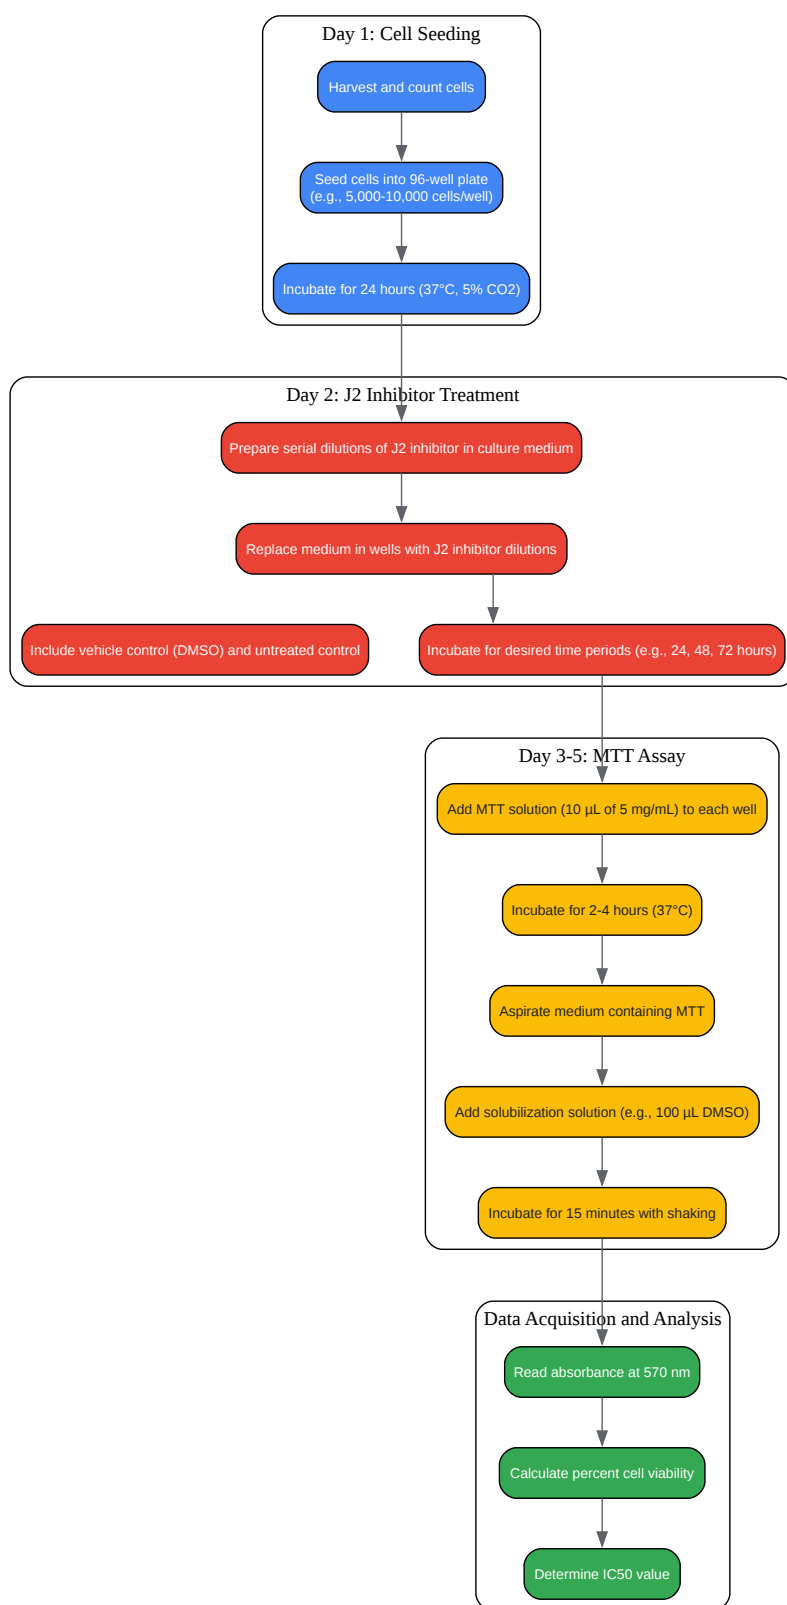 Day 1: Cell Seeding
Harvest and count cells
Seed cells into 96-well plate
(e.g., 5,000-10,000 cells/well)
Incubate for 24 hours (37°C, 5% CO2)
Day 2: J2 Inhibitor Treatment
Prepare serial dilutions of J2 inhibitor in culture medium
Replace medium in wells with J2 inhibitor dilutions
Include vehicle control (DMSO) and untreated control
Incubate for desired time periods (e.g., 24, 48, 72 hours)
Day 3-5: MTT Assay
Add MTT solution (10 µL of 5 mg/mL) to each well
Incubate for 2-4 hours (37°C)
Aspirate medium containing MTT
Add solubilization solution (e.g., 100 µL DMSO)
Incubate for 15 minutes with shaking
Data Acquisition and Analysis
Read absorbance at 570 nm
Calculate percent cell viability
Determine IC50 value